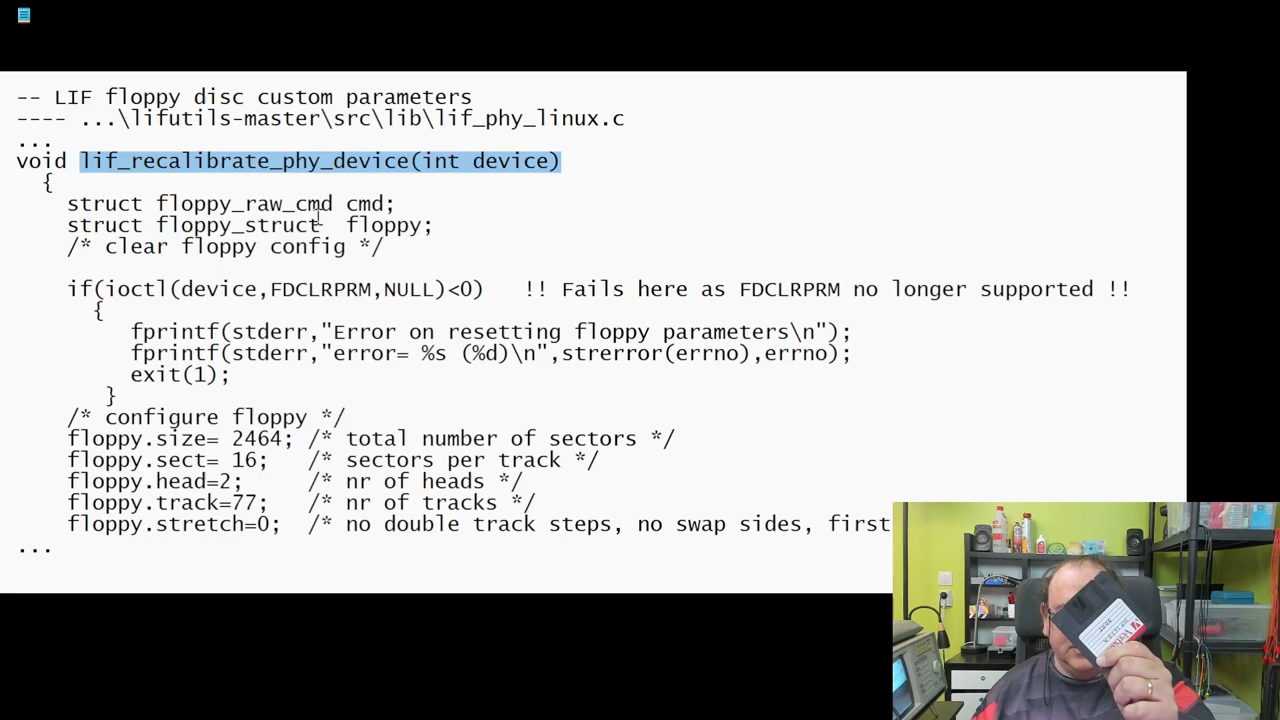 -- LIF floppy disc custom parameters
---- ...\lifutils-master\src\lib\lif_phy_linux.c
...
void lif_recalibrate_phy_device(int device)
{
struct floppy_raw_cmd cmd;
struct floppy_struct  floppy;
/* clear floppy config */
if(ioctl(device,FDCLRPRM,NULL)<0)   !! Fails here as FDCLRPRM no longer supported !!
{
fprintf(stderr,"Error on resetting floppy parameters\n");
fprintf(stderr,"error= %s (%d)\n",strerror(errno),errno);
exit(1);
}
/* configure floppy */
floppy.size= 2464; /* total number of sectors */
floppy.sect= 16;   /* sectors per track */
floppy.head=2;     /* nr of heads */
floppy.track=77;   /* nr of tracks */
floppy.stretch=0;  /* no double track steps, no swap sides, first
...